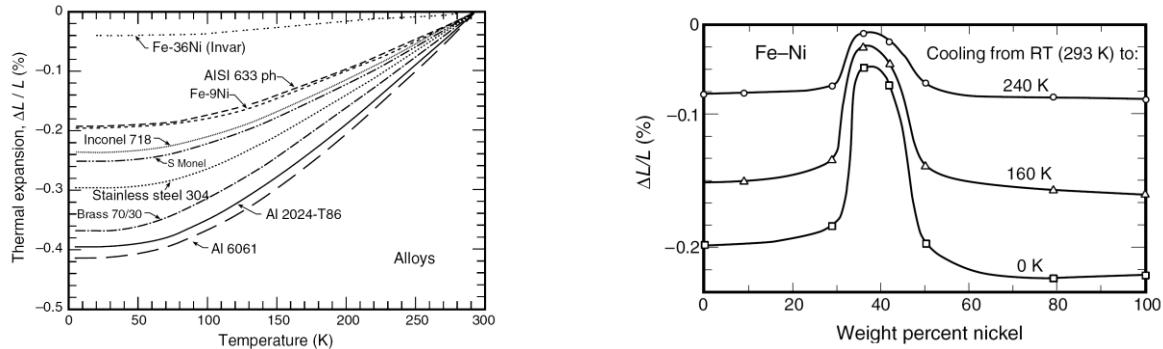 0
−0.1
−0.2
−0.3
−0.4
−0.5
Thermal expansion, ΔL / L (%)
Fe-36Ni (Invar)
AISI 633 ph
Fe-9Ni
Inconel 718
S Monel
Stainless steel 304
Brass 70/30
Al 2024-T86
Al 6061
Alloys
0 50 100 150 200 250 300
Temperature (K)
0
−0.1
−0.2
ΔL/L (%)
Fe–Ni
Cooling from RT (293 K) to:
240 K
160 K
0 K
0 20 40 60 80 100
Weight percent nickel